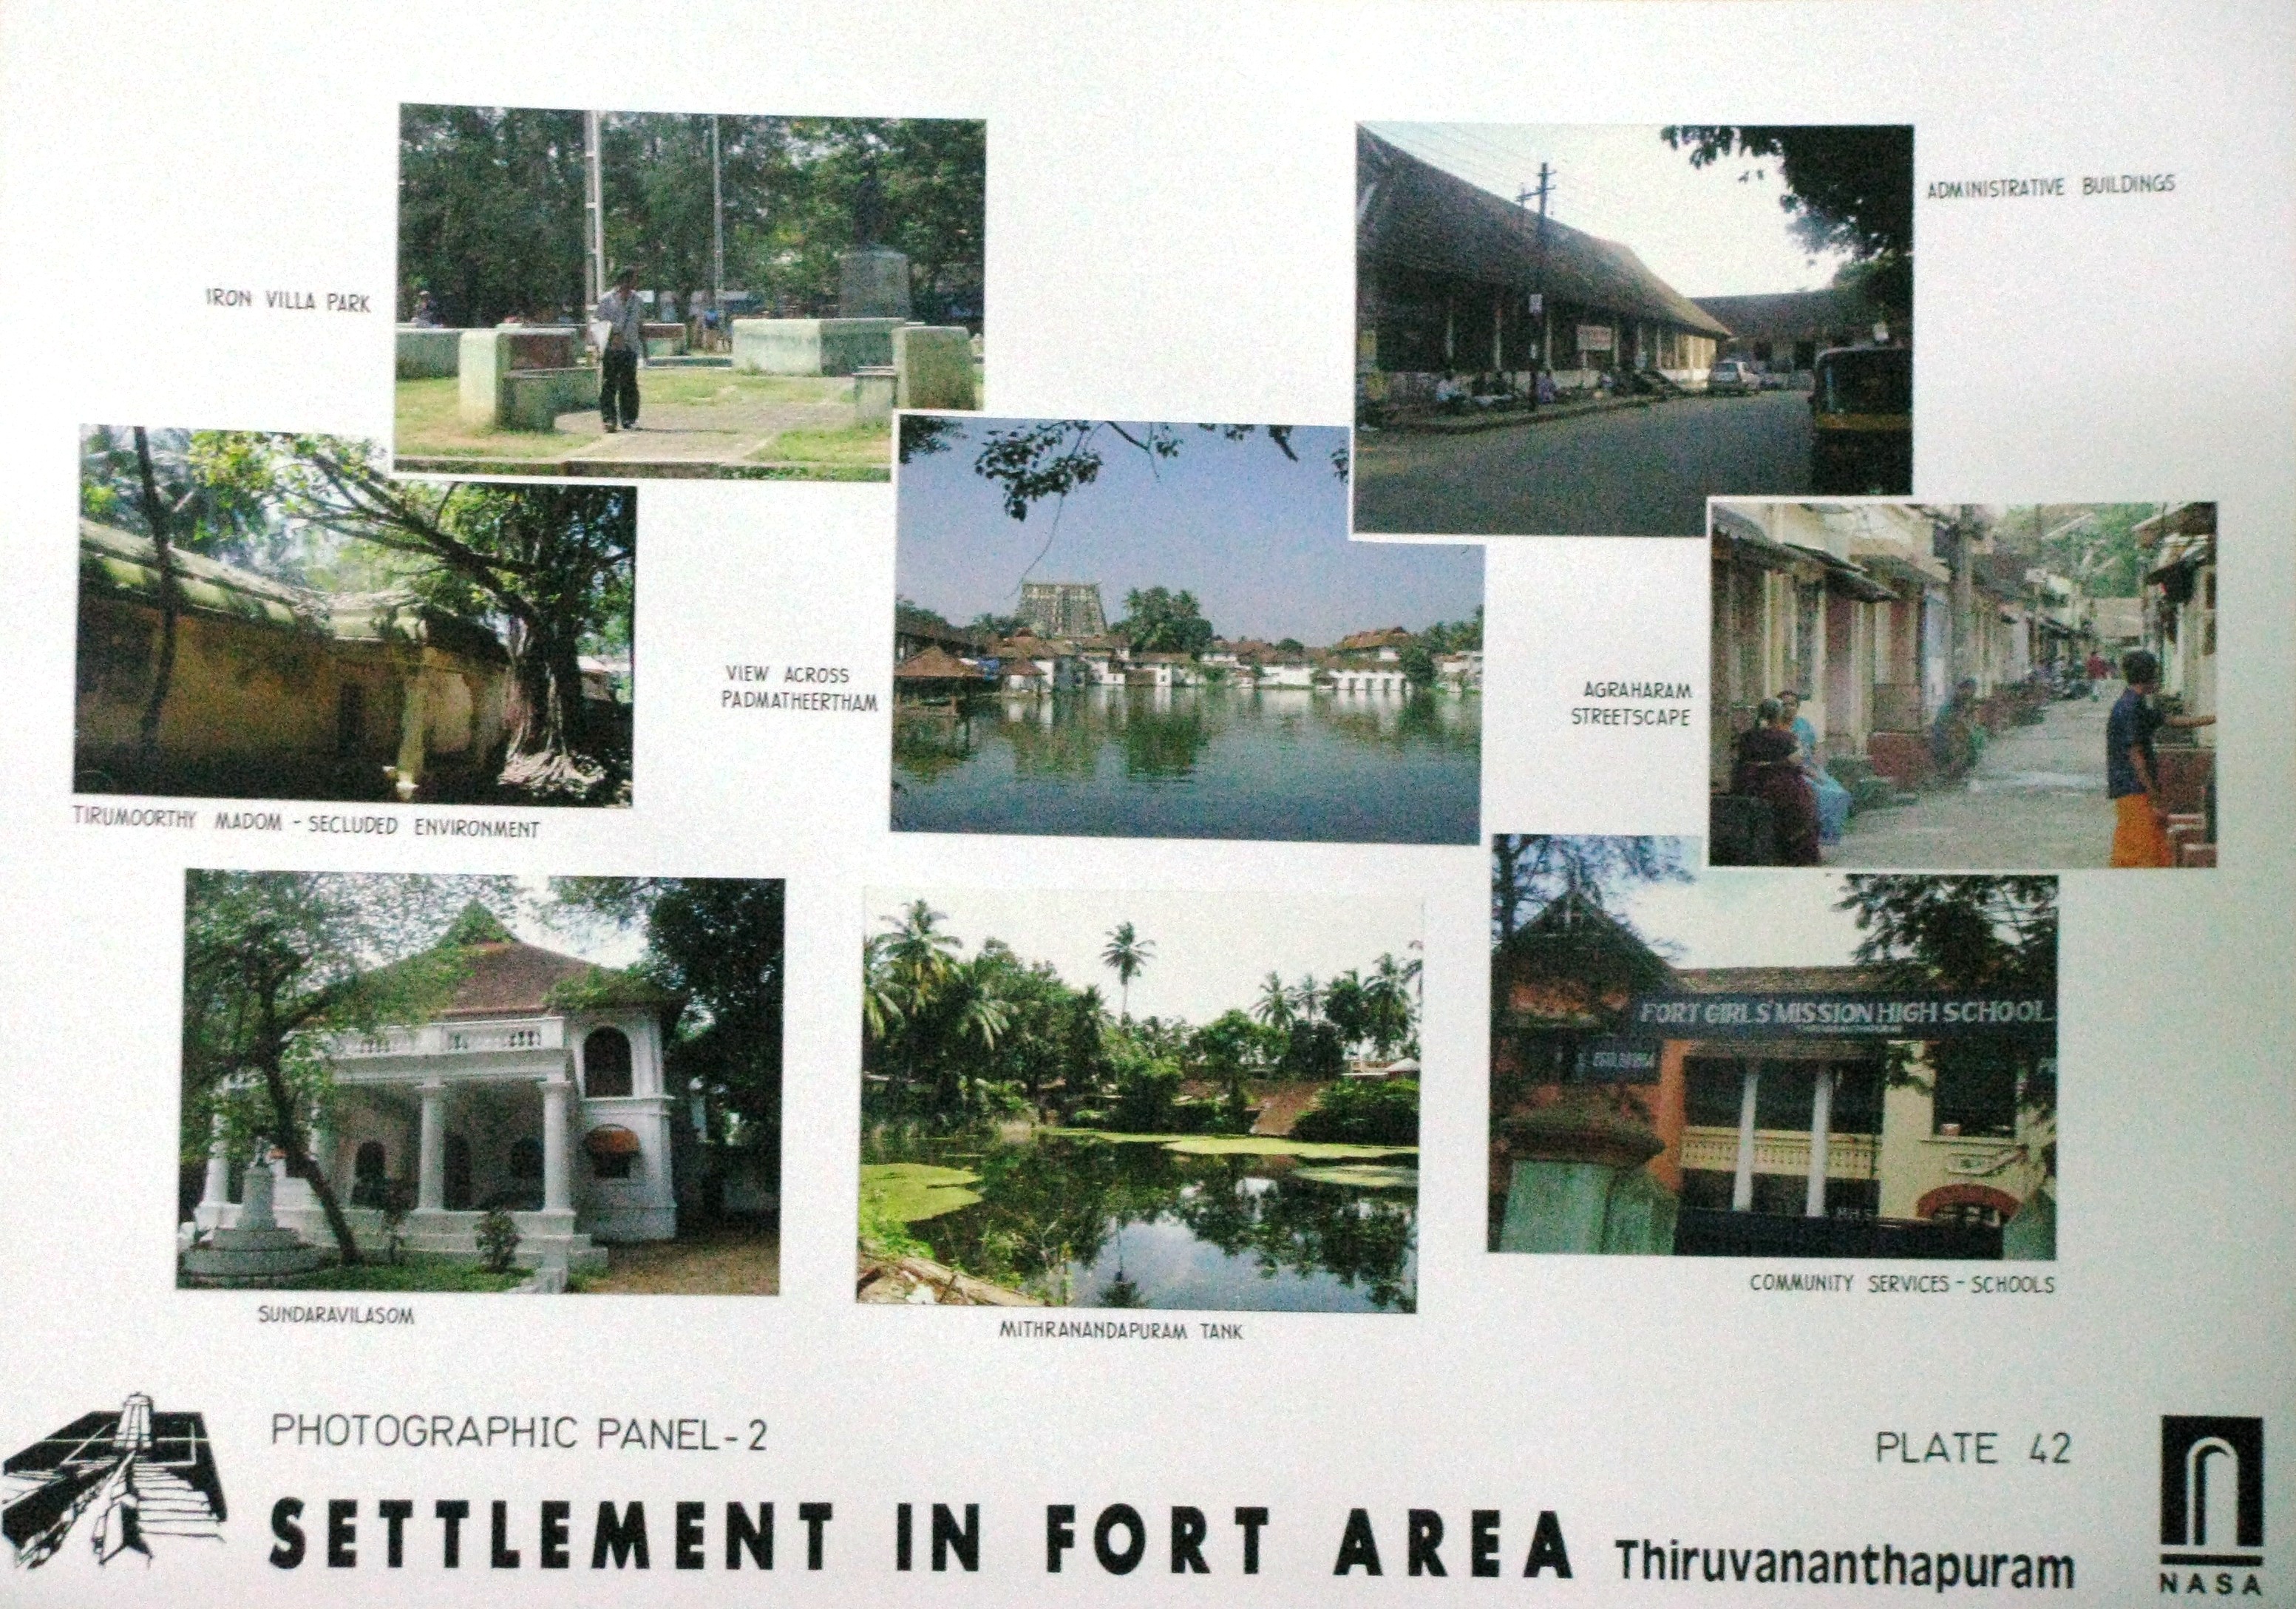 ADMINISTRATIVE BUILDINGS
IRON VILLA PARK
VIEW ACROSS
PADMATHEERTHAM
AGRAHARAM
STREETSCAPE
TIRUMOORTHY MADOM - SECLUDED ENVIRONMENT
FORT GIRLS' MISSION HIGH SCHOOL
THIRUVANANTHAPURAM
SUNDARAVILASOM
MITHRANANDAPURAM TANK
COMMUNITY SERVICES - SCHOOLS
PHOTOGRAPHIC PANEL - 2
PLATE 42
SETTLEMENT IN FORT AREA Thiruvananthapuram
NASA